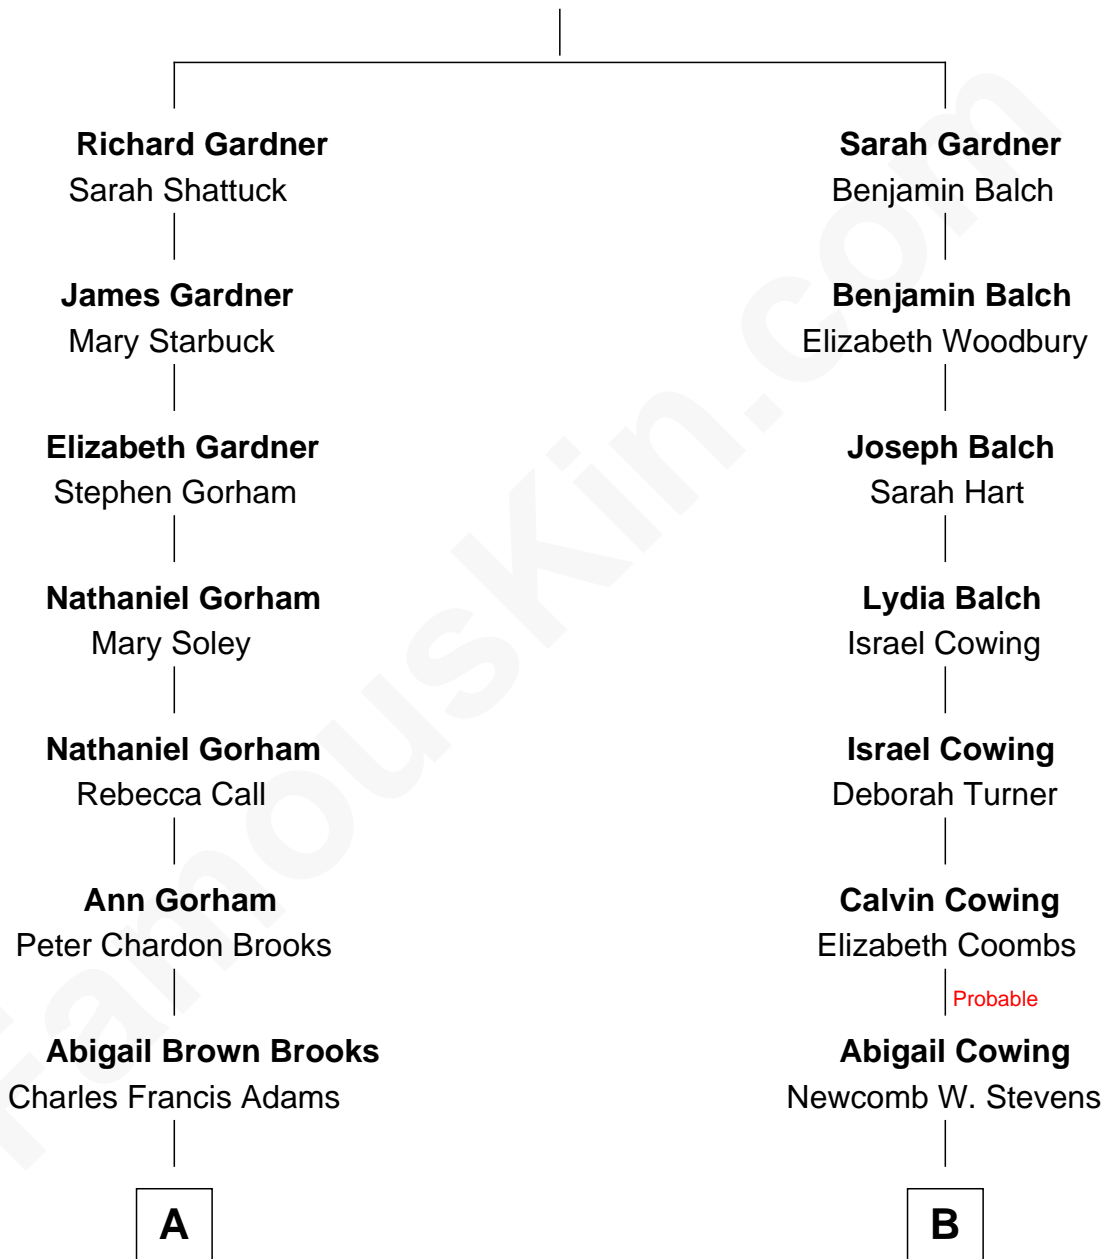 Richard Gardner
Sarah Shattuck
James Gardner
Mary Starbuck
Elizabeth Gardner
Stephen Gorham
Nathaniel Gorham
Mary Soley
Nathaniel Gorham
Rebecca Call
Ann Gorham
Peter Chardon Brooks
Abigail Brown Brooks
Charles Francis Adams
A
Sarah Gardner
Benjamin Balch
Benjamin Balch
Elizabeth Woodbury
Joseph Balch
Sarah Hart
Lydia Balch
Israel Cowing
Israel Cowing
Deborah Turner
Calvin Cowing
Elizabeth Coombs
Probable
Abigail Cowing
Newcomb W. Stevens
B
FamousKin.com